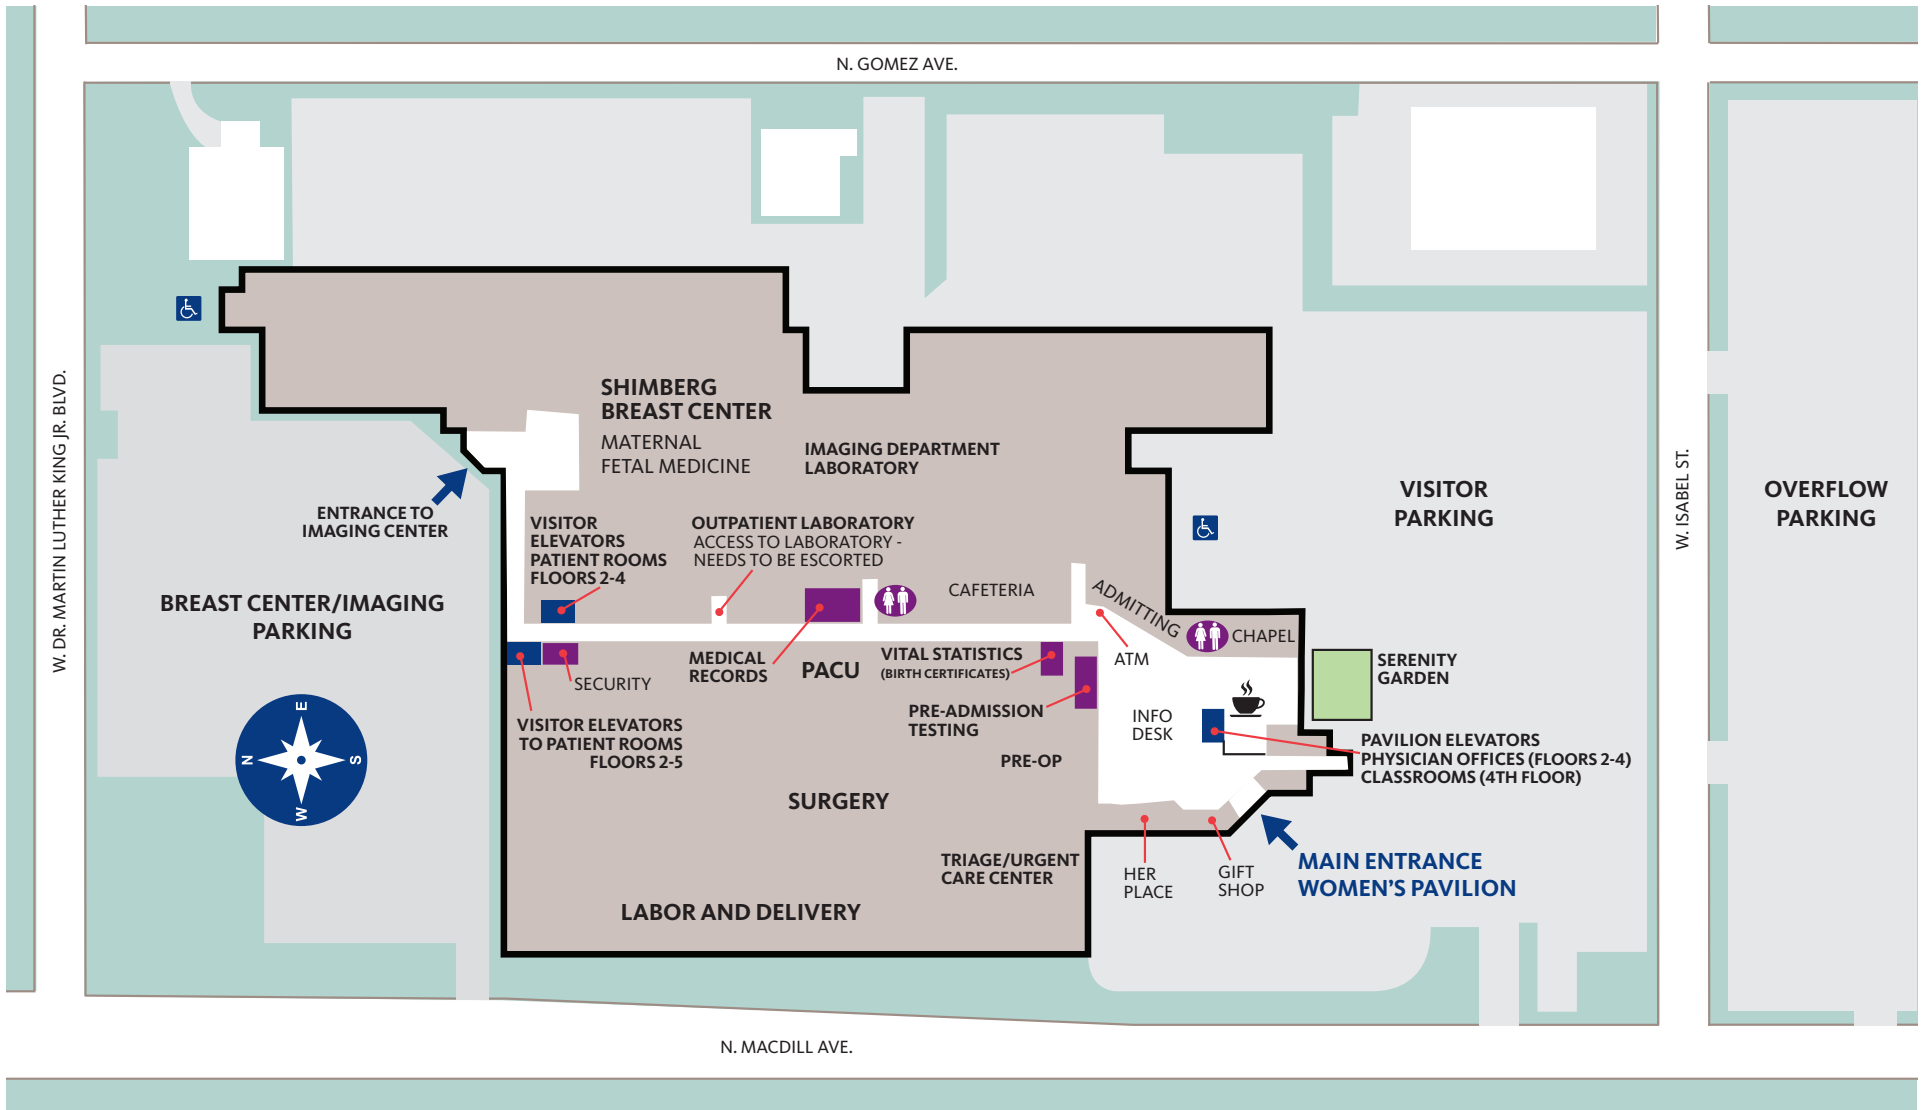 N. GOMEZ AVE.
W. DR. MARTIN LUTHER KING JR. BLVD.
SHIMBERG
BREAST CENTER
MATERNAL
FETAL MEDICINE
IMAGING DEPARTMENT
LABORATORY
ENTRANCE TO
IMAGING CENTER
VISITOR
ELEVATORS
PATIENT ROOMS
FLOORS 2-4
OUTPATIENT LABORATORY
ACCESS TO LABORATORY -
NEEDS TO BE ESCORTED
CAFETERIA
ADMITTING
CHAPEL
ATM
VISITOR
PARKING
W. ISABEL ST.
OVERFLOW
PARKING
BREAST CENTER/IMAGING
PARKING
SECURITY
MEDICAL
RECORDS
PACU
VITAL STATISTICS
(BIRTH CERTIFICATES)
SERENITY
GARDEN
VISITOR ELEVATORS
TO PATIENT ROOMS
FLOORS 2-5
PRE-ADMISSION
TESTING
INFO
DESK
PRE-OP
PAVILION ELEVATORS
PHYSICIAN OFFICES (FLOORS 2-4)
CLASSROOMS (4TH FLOOR)
E
N
S
W
SURGERY
TRIAGE/URGENT
CARE CENTER
HER
PLACE
GIFT
SHOP
MAIN ENTRANCE
WOMEN'S PAVILION
LABOR AND DELIVERY
N. MACDILL AVE.